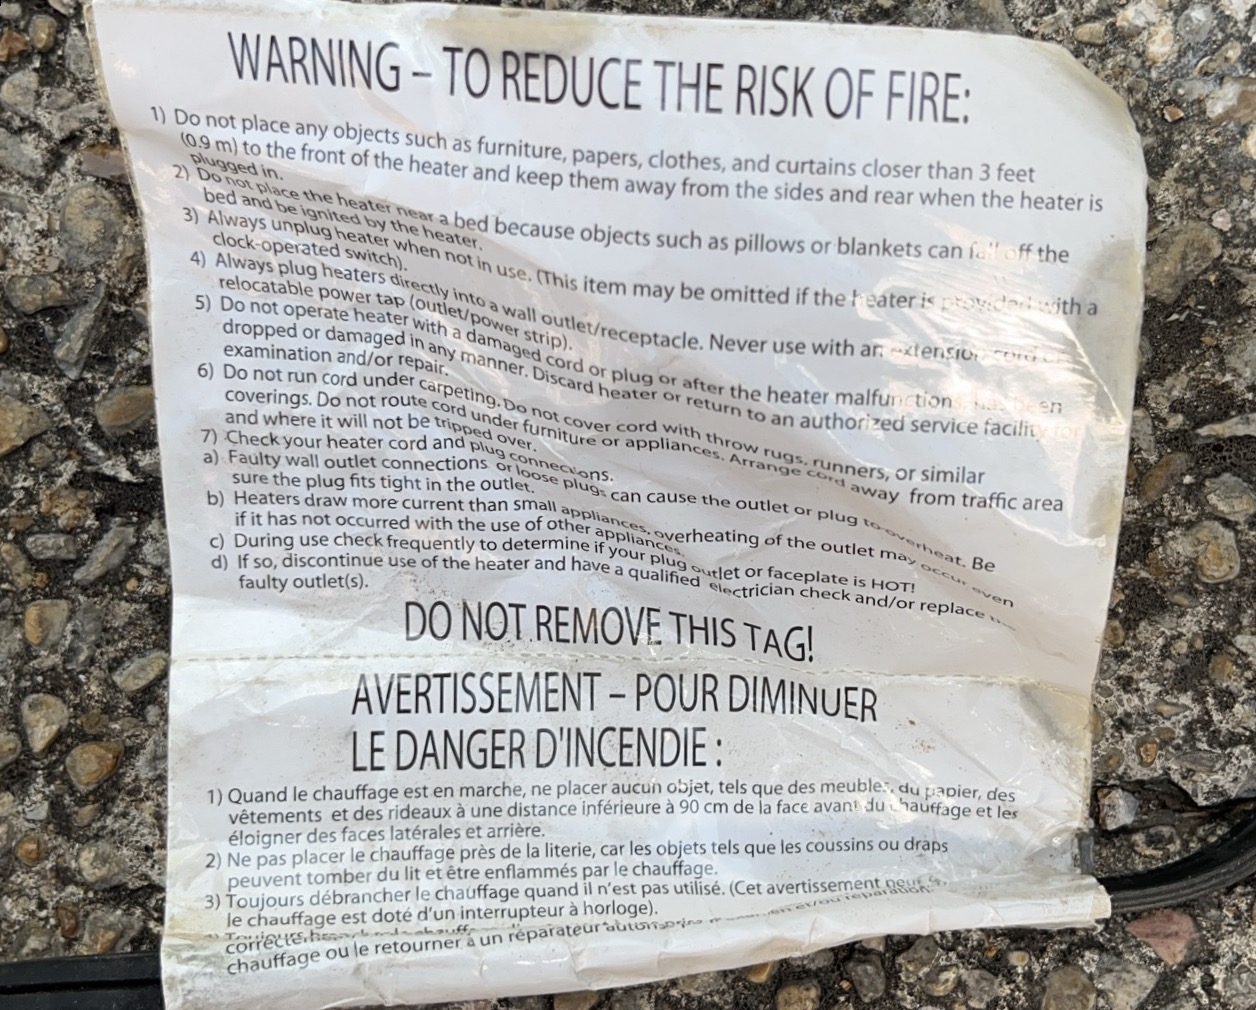 WARNING – TO REDUCE THE RISK OF FIRE:
1) Do not place any objects such as furniture, papers, clothes, and curtains closer than 3 feet
(0.9 m) to the front of the heater and keep them away from the sides and rear when the heater is
plugged in.
2) Do not place the heater near a bed because objects such as pillows or blankets can fall off the
bed and be ignited by the heater.
3) Always unplug heater when not in use. (This item may be omitted if the heater is provided with a
clock-operated switch).
4) Always plug heaters directly into a wall outlet/receptacle. Never use with an extension cord
relocatable power tap (outlet/power strip).
5) Do not operate heater with a damaged cord or plug or after the heater malfunctions, has been
dropped or damaged in any manner. Discard heater or return to an authorized service facility for
examination and/or repair.
6) Do not run cord under carpeting. Do not cover cord with throw rugs, runners, or similar
coverings. Do not route cord under furniture or appliances. Arrange cord away from traffic area
and where it will not be tripped over.
7) Check your heater cord and plug connections.
a) Faulty wall outlet connections or loose plugs can cause the outlet or plug to overheat. Be
sure the plug fits tight in the outlet.
b) Heaters draw more current than small appliances, overheating of the outlet may occur even
if it has not occurred with the use of other appliances.
c) During use check frequently to determine if your plug outlet or faceplate is HOT!
d) If so, discontinue use of the heater and have a qualified electrician check and/or replace
faulty outlet(s).
DO NOT REMOVE THIS TAG!
AVERTISSEMENT – POUR DIMINUER
LE DANGER D'INCENDIE :
1) Quand le chauffage est en marche, ne placer aucun objet, tels que des meubles, du papier, des
vêtements et des rideaux à une distance inférieure à 90 cm de la face avant du chauffage et les
éloigner des faces latérales et arrière.
2) Ne pas placer le chauffage près de la literie, car les objets tels que les coussins ou draps
peuvent tomber du lit et être enflammés par le chauffage.
3) Toujours débrancher le chauffage quand il n'est pas utilisé. (Cet avertissement peut
le chauffage est doté d'un interrupteur à horloge).
Toujours
chauffage ou le retourner à un réparateur et/ou réparation